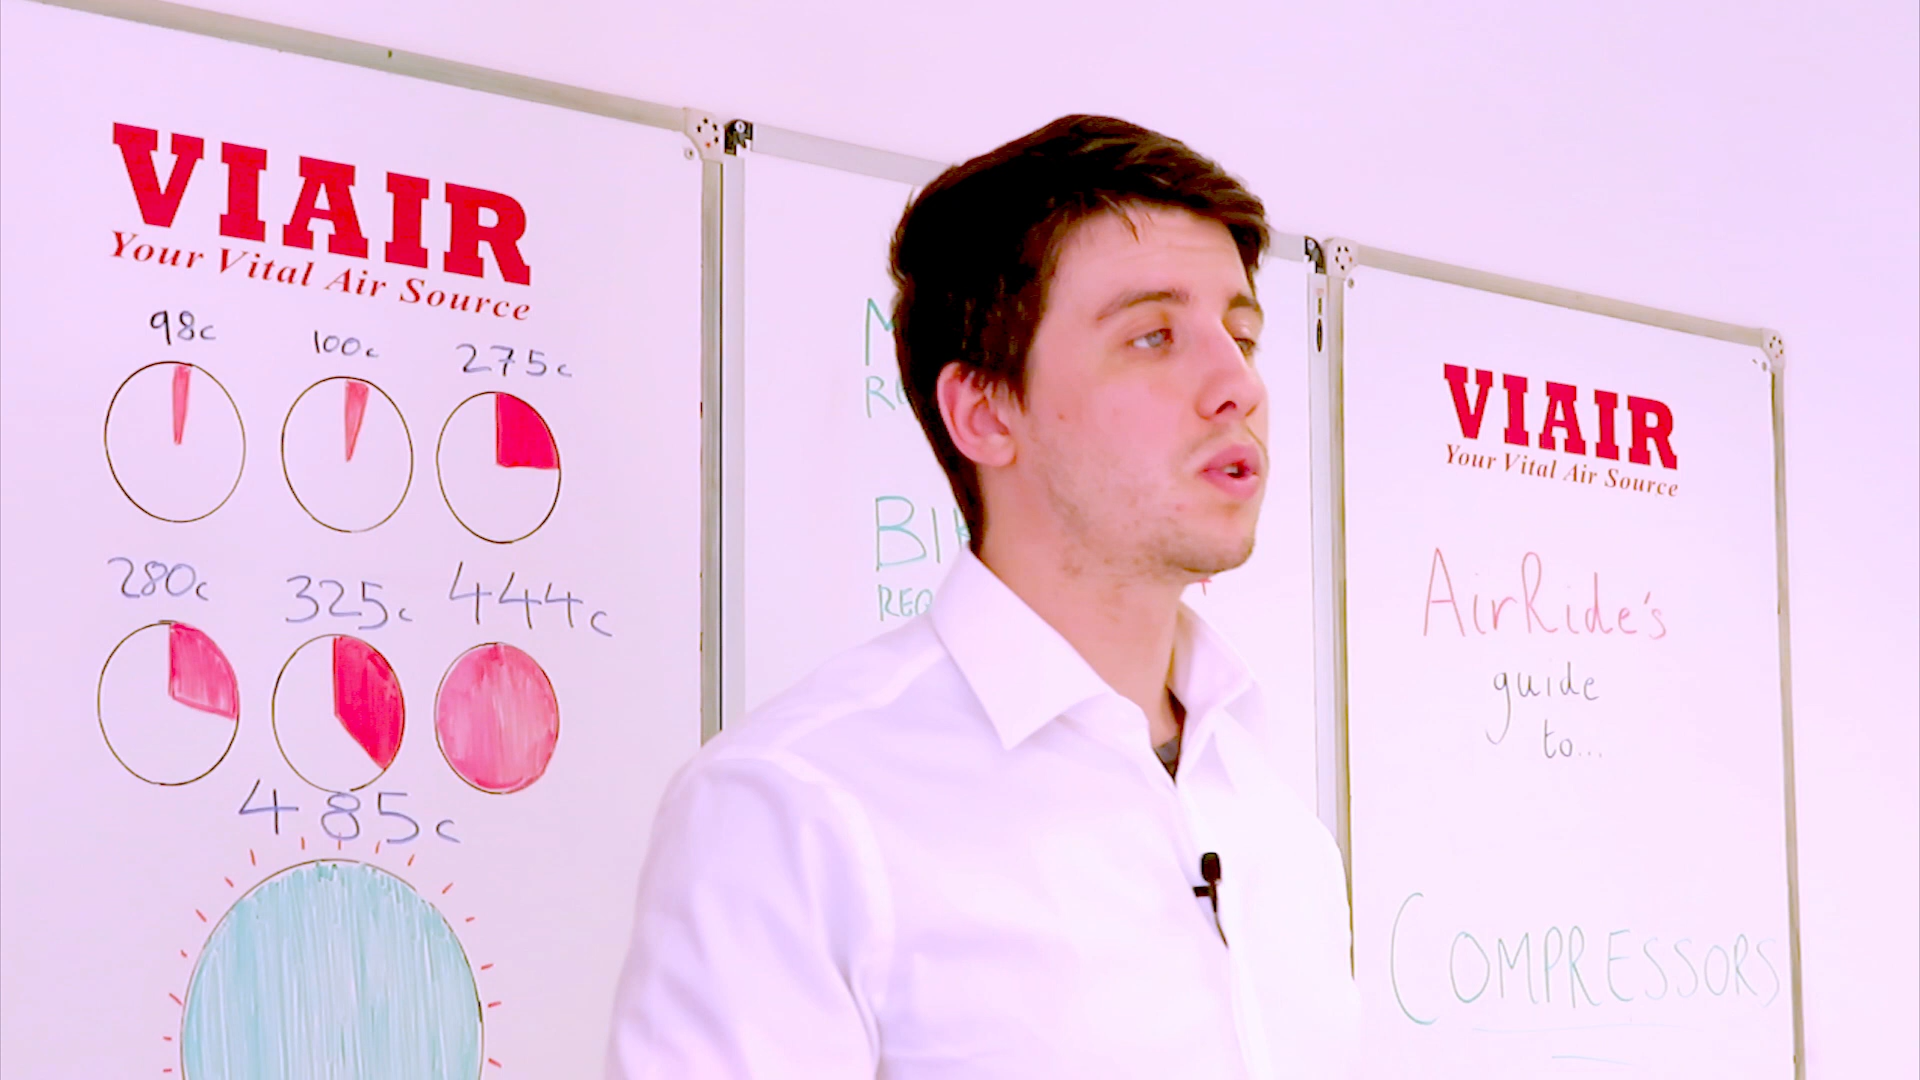 VIAIR
Your Vital Air Source
98c
100c
275c
280c
325c
444c
485c
VIAIR
Your Vital Air Source
AirRide's
guide
to...
COMPRESSORS